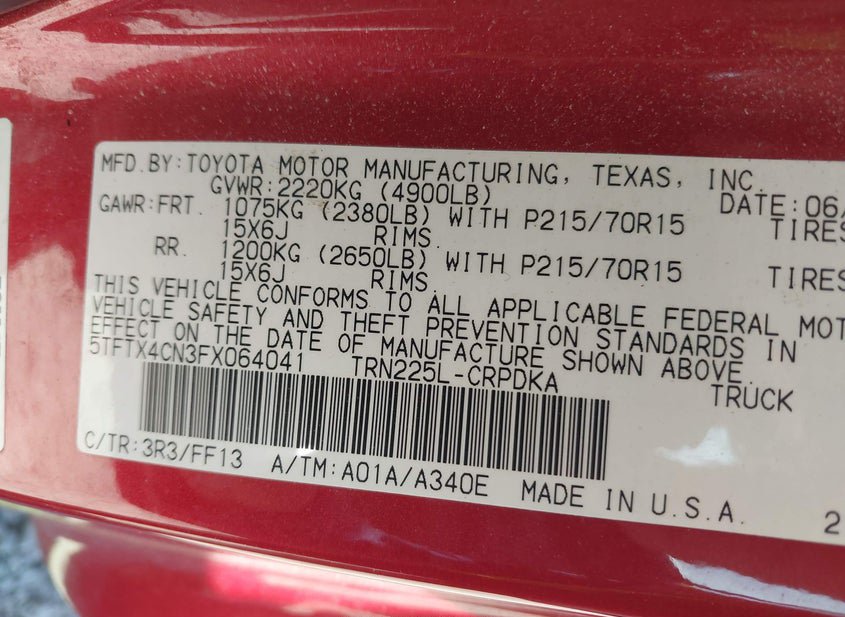 MFD.BY:TOYOTA MOTOR MANUFACTURING, TEXAS, INC.
GVWR:2220KG (4900LB) DATE:06/
GAWR:FRT. 1075KG (2380LB) WITH P215/70R15 TIRES
15X6J RIMS.
RR. 1200KG (2650LB) WITH P215/70R15 TIRES
15X6J RIMS.
THIS VEHICLE CONFORMS TO ALL APPLICABLE FEDERAL MOT
VEHICLE SAFETY AND THEFT PREVENTION STANDARDS IN
EFFECT ON THE DATE OF MANUFACTURE SHOWN ABOVE.
5TFTX4CN3FX064041 TRN225L-CRPDKA TRUCK
C/TR:3R3/FF13 A/TM:A01A/A340E MADE IN U.S.A. 2